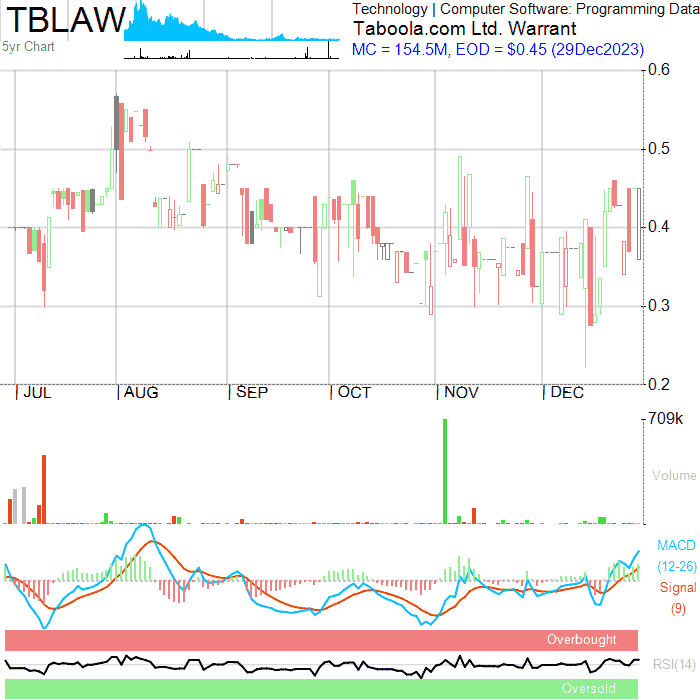 TBLAW
5yr Chart
Technology | Computer Software: Programming Data
Taboola.com Ltd. Warrant
MC = 154.5M, EOD = $0.45 (29Dec2023)
0.6
0.5
0.4
0.3
0.2
JUL AUG SEP OCT NOV DEC
709k
Volume
MACD
(12-26)
Signal
(9)
Overbought
RSI(14)
Oversold